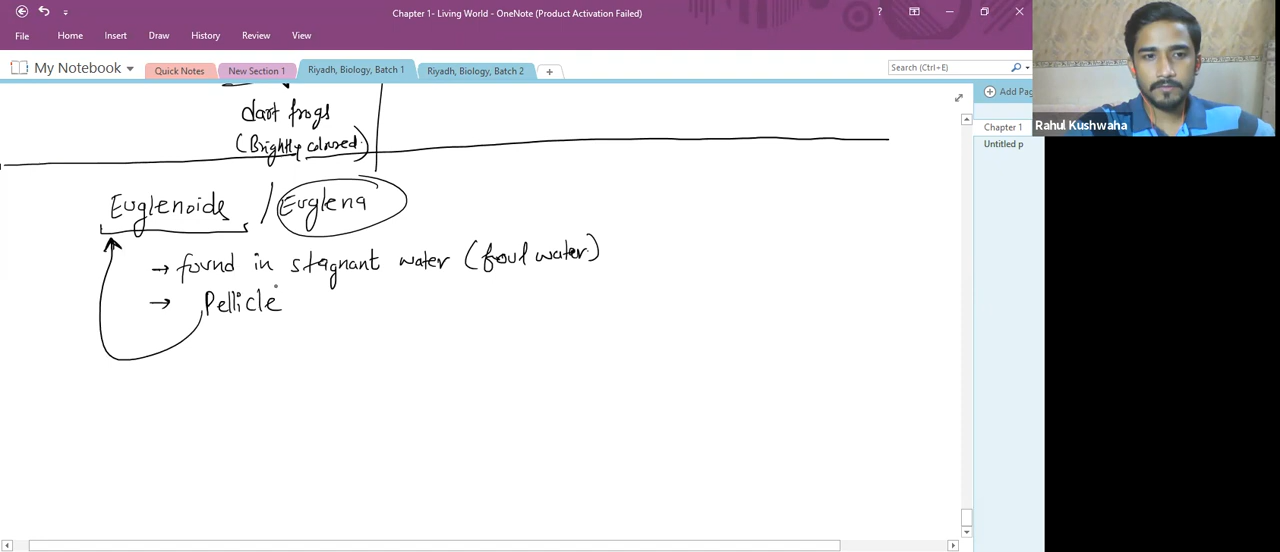 Chapter 1- Living World - OneNote (Product Activation Failed)
?
File Home Insert Draw History Review View
My Notebook
Quick Notes New Section 1 Riyadh, Biology, Batch 1 Riyadh, Biology, Batch 2 +
Search (Ctrl+E)
Add Pag
Chapter 1
Untitled p
Rahul Kushwaha
dart frogs
(Brightly coloured)
Euglenoids / Euglena
→ found in stagnant water (foul water)
→ Pellicle